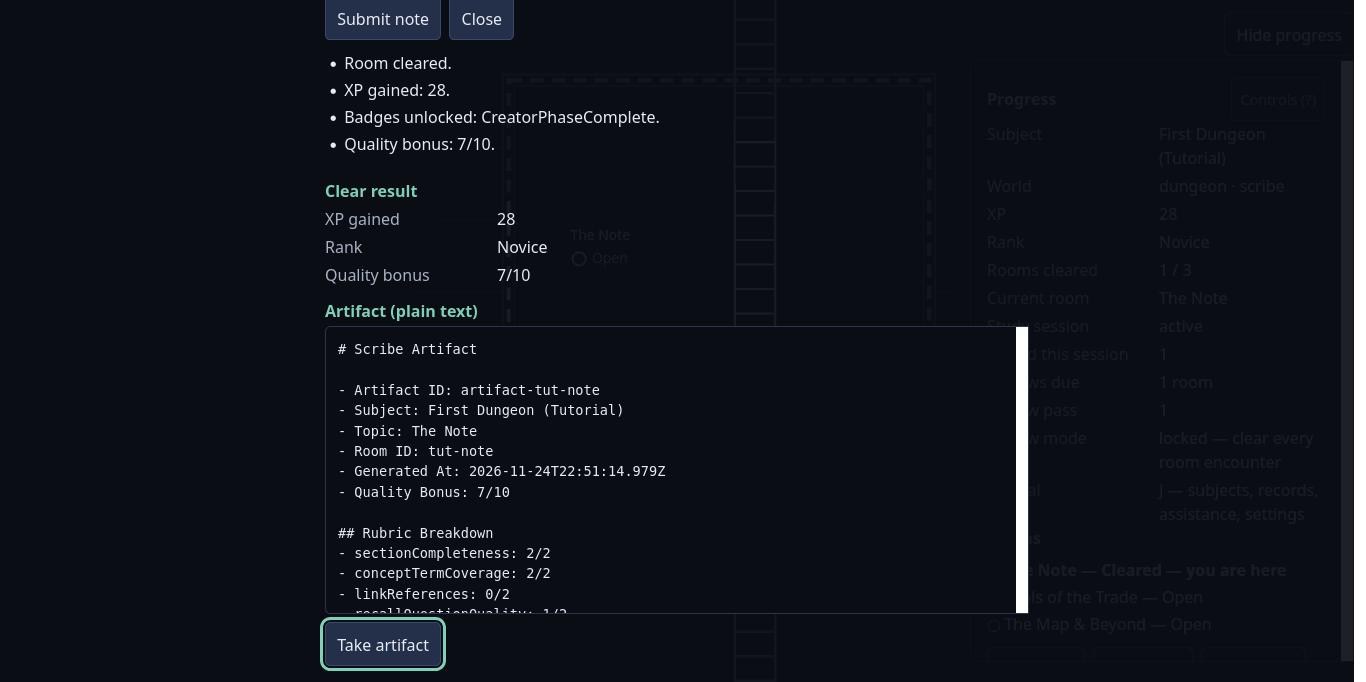 Submit note
Close
Hide progress
Room cleared.
XP gained: 28.
Badges unlocked: CreatorPhaseComplete.
Quality bonus: 7/10.
Clear result
XP gained 28
Rank Novice
Quality bonus 7/10
Artifact (plain text)
# Scribe Artifact
- Artifact ID: artifact-tut-note
- Subject: First Dungeon (Tutorial)
- Topic: The Note
- Room ID: tut-note
- Generated At: 2026-11-24T22:51:14.979Z
- Quality Bonus: 7/10
## Rubric Breakdown
- sectionCompleteness: 2/2
- conceptTermCoverage: 2/2
- linkReferences: 0/2
- recallQuestionQuality: 1/2
Take artifact
The Note
Open
Progress
Controls (?)
Subject First Dungeon
(Tutorial)
World dungeon · scribe
XP 28
Rank Novice
Rooms cleared 1 / 3
Current room The Note
session active
this session 1
due 1 room
pass 1
mode locked — clear every
room encounter
J — subjects, records,
assistance, settings
Note — Cleared — you are here
of the Trade — Open
The Map & Beyond — Open